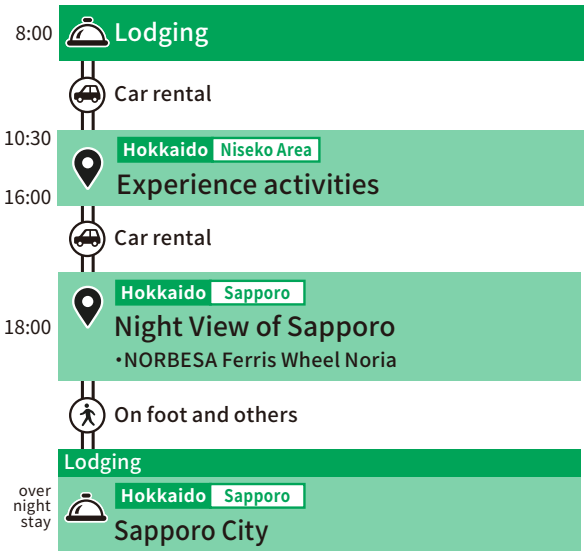 8:00 Lodging
Car rental
10:30
Hokkaido Niseko Area
Experience activities
16:00
Car rental
Hokkaido Sapporo
18:00 Night View of Sapporo
・NORBESA Ferris Wheel Noria
On foot and others
Lodging
over
night
stay
Hokkaido Sapporo
Sapporo City